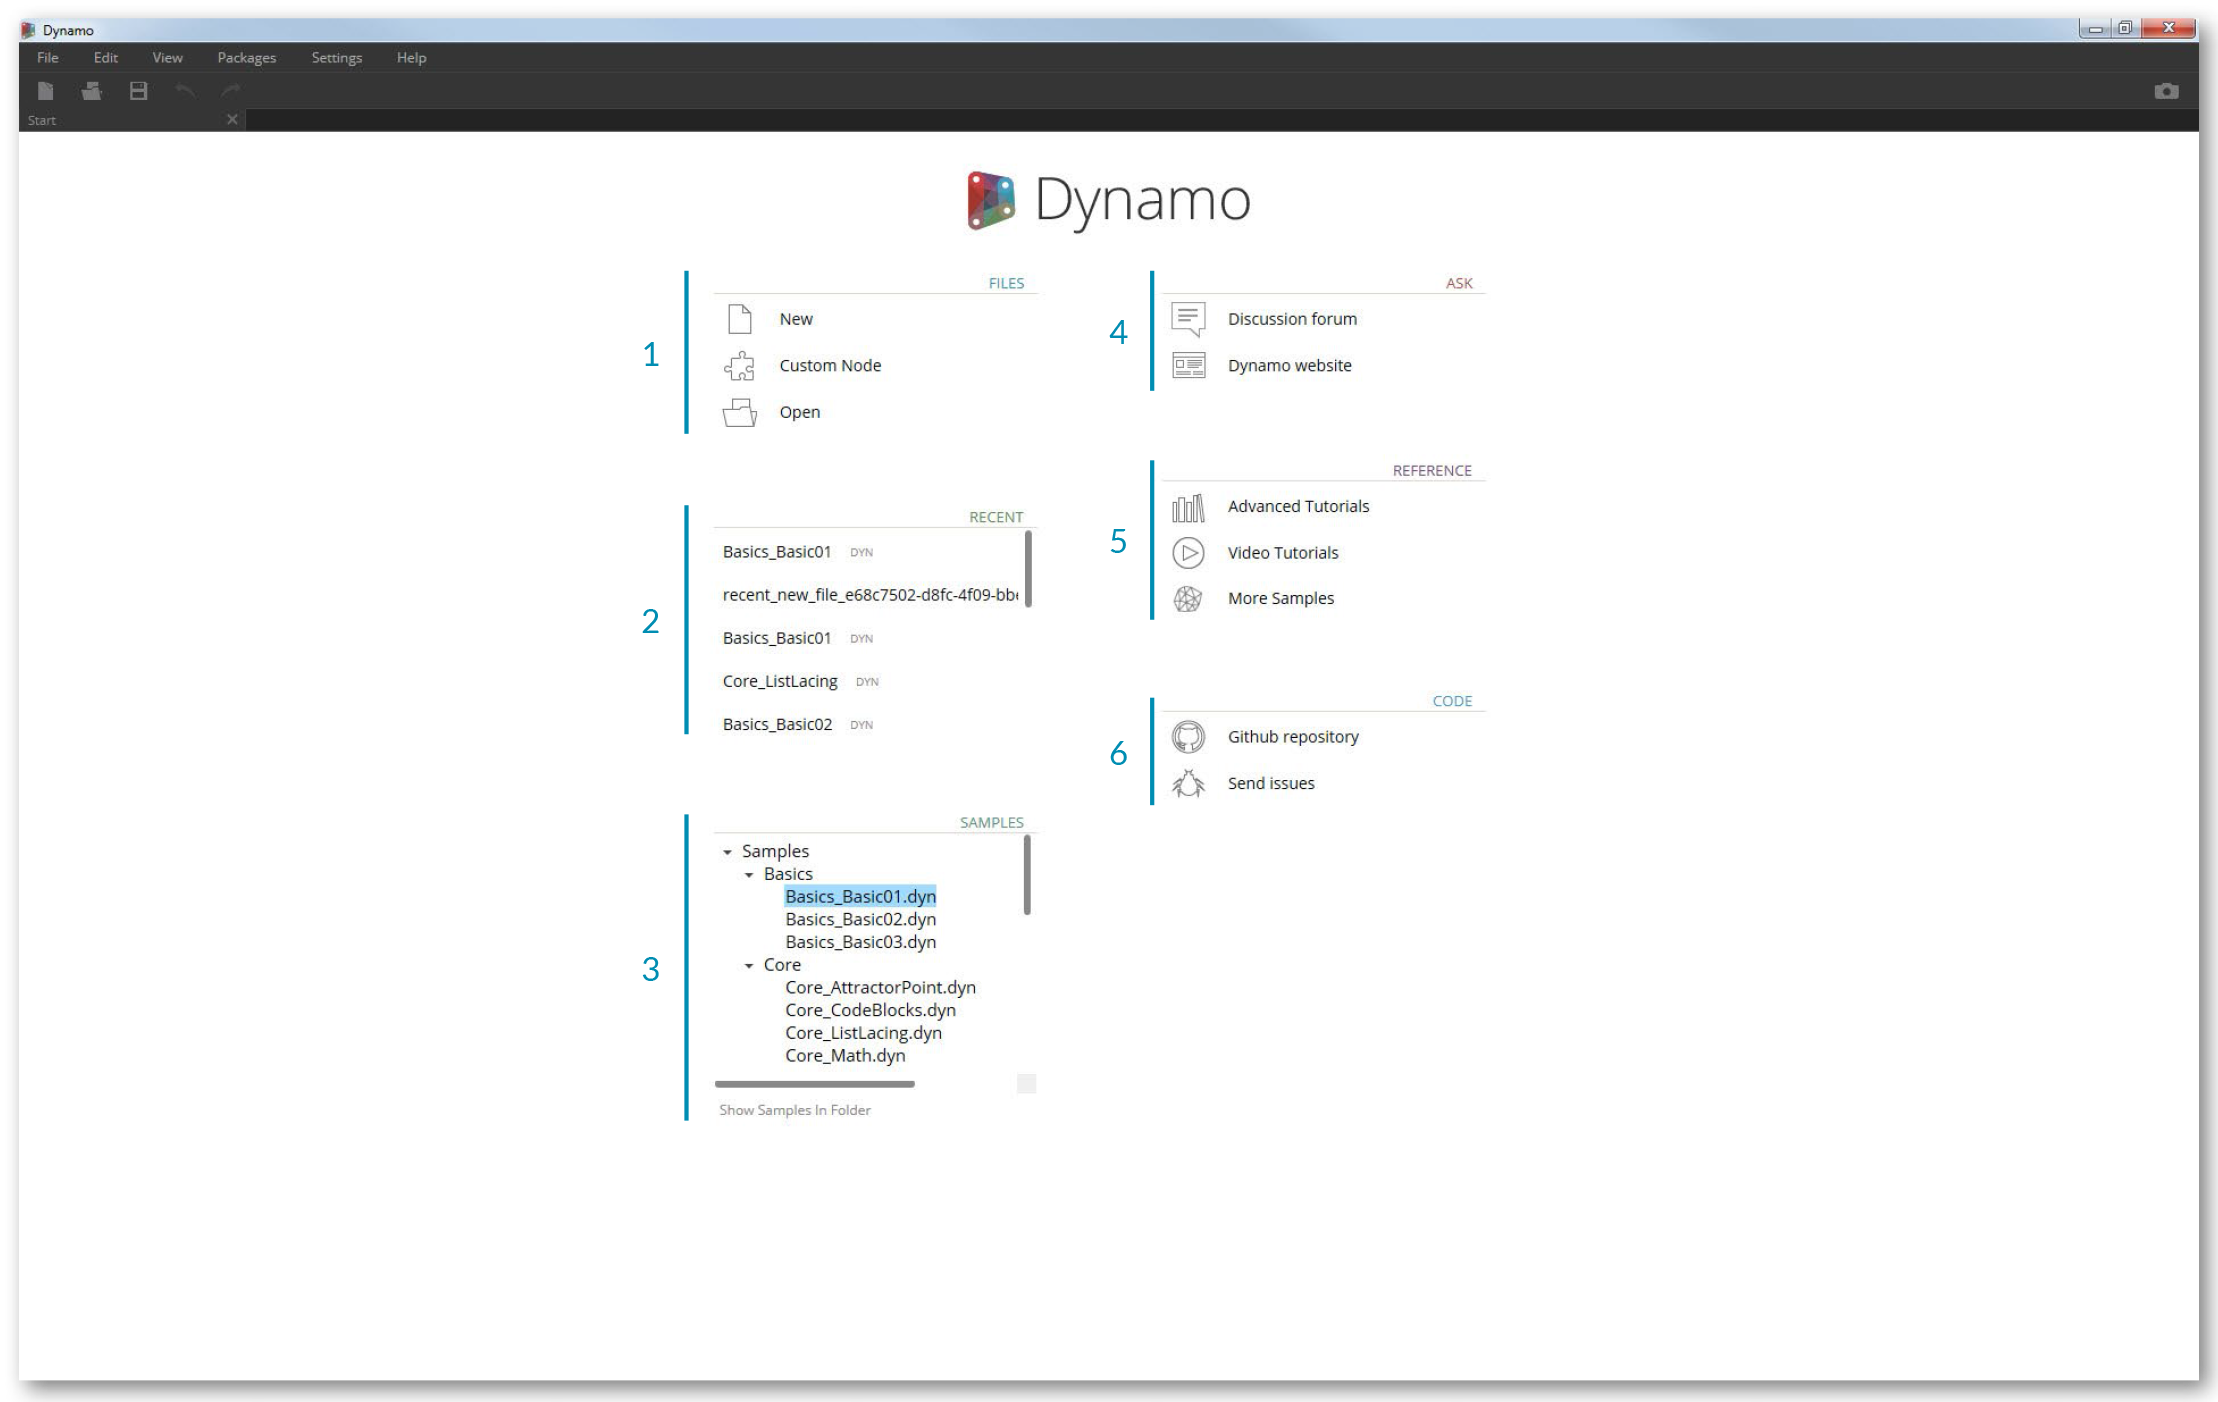 Dynamo
File Edit View Packages Settings Help
Start
Dynamo
1
FILES
New
Custom Node
Open
2
RECENT
Basics_Basic01 DYN
recent_new_file_e68c7502-d8fc-4f09-bb
Basics_Basic01 DYN
Core_ListLacing DYN
Basics_Basic02 DYN
3
SAMPLES
Samples
Basics
Basics_Basic01.dyn
Basics_Basic02.dyn
Basics_Basic03.dyn
Core
Core_AttractorPoint.dyn
Core_CodeBlocks.dyn
Core_ListLacing.dyn
Core_Math.dyn
Show Samples In Folder
4
ASK
Discussion forum
Dynamo website
5
REFERENCE
Advanced Tutorials
Video Tutorials
More Samples
6
CODE
Github repository
Send issues